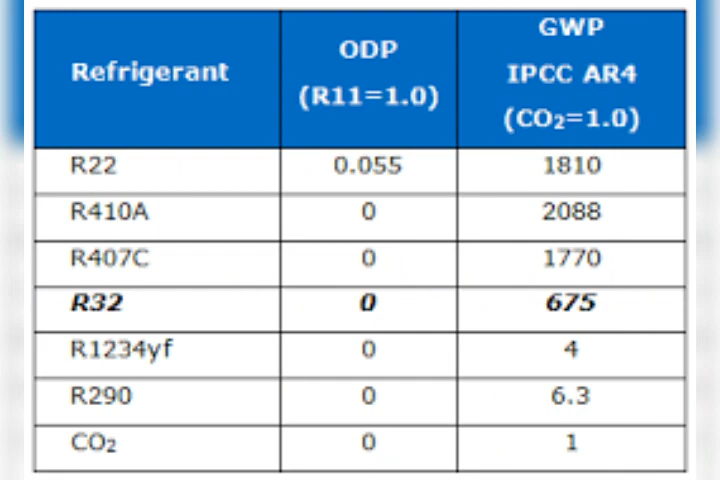 Refrigerant ODP (R11=1.0) GWP IPCC AR4 (CO₂=1.0)
R22 0.055 1810
R410A 0 2088
R407C 0 1770
R32 0 675
R1234yf 0 4
R290 0 6.3
CO₂ 0 1